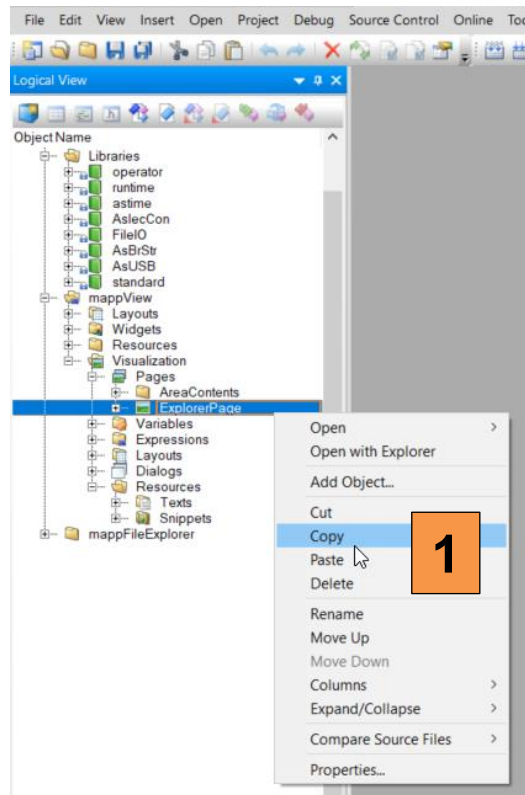 File Edit View Insert Open Project Debug Source Control Online
Logical View
Object Name
Libraries
operator
runtime
astime
AsIecCon
FileIO
AsBrStr
AsUSB
standard
mappView
Layouts
Widgets
Resources
Visualization
Pages
AreaContents
ExplorerPage
Variables
Expressions
Layouts
Dialogs
Resources
Texts
Snippets
mappFileExplorer
Open
Open with Explorer
Add Object...
Cut
Copy
Paste
Delete
Rename
Move Up
Move Down
Columns
Expand/Collapse
Compare Source Files
Properties...
1